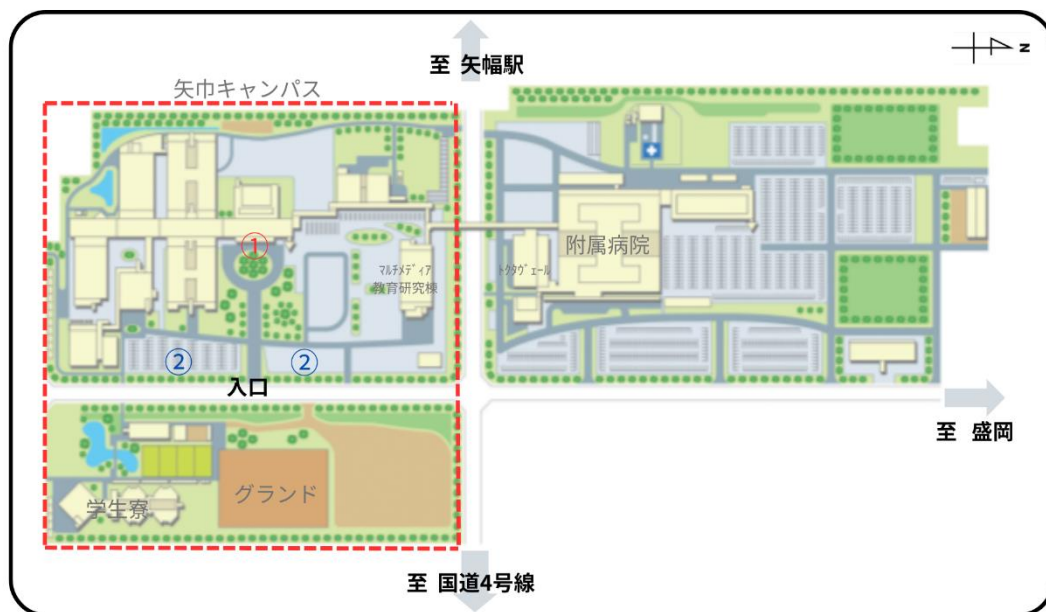 至 矢幅駅
N
矢巾キャンパス
①
附属病院
マルチメディア
教育研究棟
トクタヴェール
②
②
入口
至 盛岡
学生寮
グランド
至 国道4号線